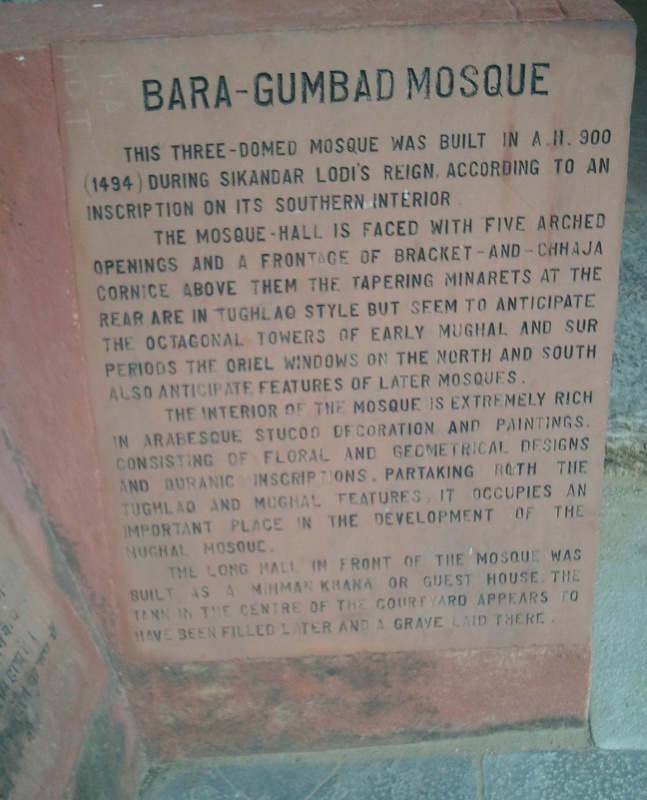 BARA-GUMBAD MOSQUE
THIS THREE-DOMED MOSQUE WAS BUILT IN A.H. 900
(1494) DURING SIKANDAR LODI'S REIGN, ACCORDING TO AN
INSCRIPTION ON ITS SOUTHERN INTERIOR
THE MOSQUE-HALL IS FACED WITH FIVE ARCHED
OPENINGS AND A FRONTAGE OF BRACKET-AND-CHHAJA
CORNICE ABOVE THEM THE TAPERING MINARETS AT THE
REAR ARE IN TUGHLAQ STYLE BUT SEEM TO ANTICIPATE
THE OCTAGONAL TOWERS OF EARLY MUGHAL AND SUR
PERIODS THE ORIEL WINDOWS ON THE NORTH AND SOUTH
ALSO ANTICIPATE FEATURES OF LATER MOSQUES.
THE INTERIOR OF THE MOSQUE IS EXTREMELY RICH
IN ARABESQUE STUCOO DECORATION AND PAINTINGS.
CONSISTING OF FLORAL AND GEOMETRICAL DESIGNS
AND QURANIC INSCRIPTIONS. PARTAKING BOTH THE
TUGHLAQ AND MUGHAL FEATURES, IT OCCUPIES AN
IMPORTANT PLACE IN THE DEVELOPMENT OF THE
MUGHAL MOSQUE.
THE LONG HALL IN FRONT OF THE MOSQUE WAS
BUILT AS A MIHMAN KHANA OR GUEST HOUSE. THE
TANK IN THE CENTRE OF THE COURTYARD APPEARS TO
HAVE BEEN FILLED LATER AND A GRAVE LAID THERE.